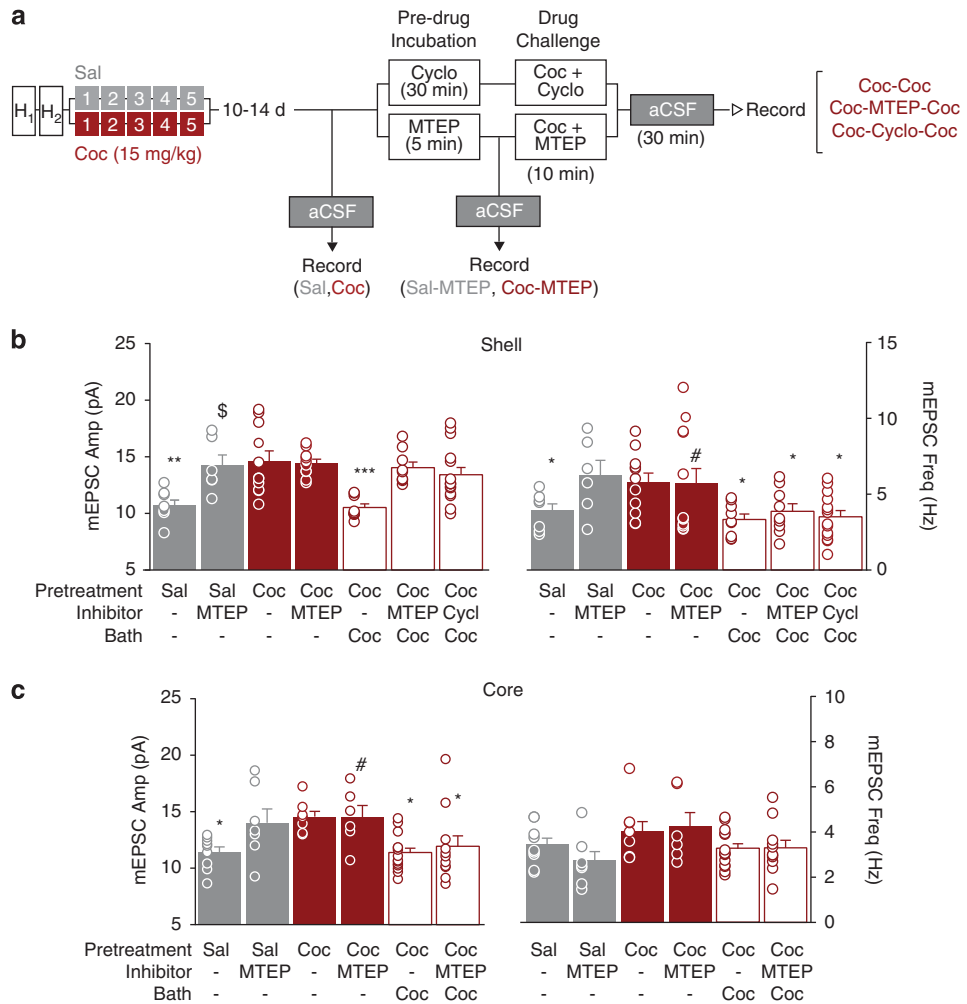 a
Pre-drug Incubation
Drug Challenge
Sal
H1 H2
1 2 3 4 5
1 2 3 4 5
Coc (15 mg/kg)
10-14 d
Cyclo (30 min)
MTEP (5 min)
Coc + Cyclo
Coc + MTEP
(10 min)
aCSF
(30 min)
Record
Coc-Coc
Coc-MTEP-Coc
Coc-Cyclo-Coc
aCSF
Record
(Sal,Coc)
aCSF
Record
(Sal-MTEP, Coc-MTEP)
b
Shell
mEPSC Amp (pA)
25
20
15
10
5
** $ ***
* # * * *
15
10
5
0
mEPSC Freq (Hz)
Pretreatment Sal Sal Coc Coc Coc Coc Coc Sal Sal Coc Coc Coc Coc Coc
Inhibitor - MTEP - MTEP - MTEP Cycl - MTEP - MTEP - MTEP Cycl
Bath - - - - Coc Coc Coc - - - - Coc Coc Coc
c
Core
mEPSC Amp (pA)
25
20
15
10
5
* # * *
10
8
6
4
2
0
mEPSC Freq (Hz)
Pretreatment Sal Sal Coc Coc Coc Coc Sal Sal Coc Coc Coc Coc
Inhibitor - MTEP - MTEP - MTEP - MTEP - MTEP - MTEP
Bath - - - - Coc Coc - - - - Coc Coc